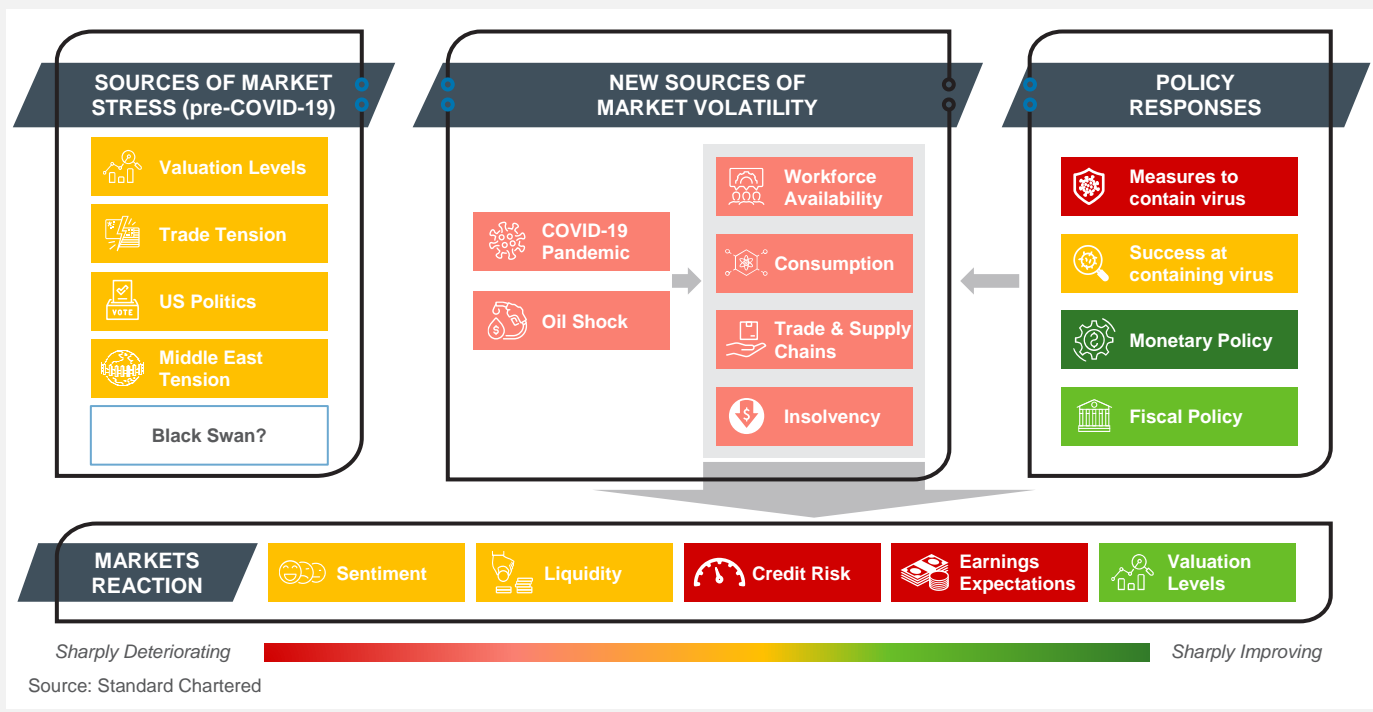 SOURCES OF MARKET
STRESS (pre-COVID-19)
Valuation Levels
Trade Tension
US Politics
VOTE
Middle East
Tension
Black Swan?
NEW SOURCES OF
MARKET VOLATILITY
COVID-19
Pandemic
Oil Shock
Workforce
Availability
Consumption
Trade & Supply
Chains
Insolvency
POLICY
RESPONSES
Measures to
contain virus
Success at
containing virus
Monetary Policy
Fiscal Policy
MARKETS
REACTION
Sentiment
Liquidity
Credit Risk
Earnings
Expectations
Valuation
Levels
Sharply Deteriorating
Sharply Improving
Source: Standard Chartered